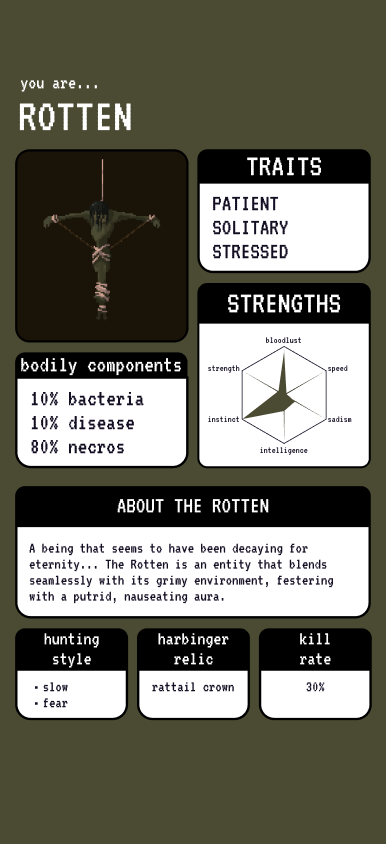 you are...
ROTTEN
TRAITS
PATIENT
SOLITARY
STRESSED
STRENGTHS
bloodlust
strength
speed
instinct
sadism
intelligence
bodily components
10% bacteria
10% disease
80% necros
ABOUT THE ROTTEN
A being that seems to have been decaying for
eternity... The Rotten is an entity that blends
seamlessly with its grimy environment, festering
with a putrid, nauseating aura.
hunting
style
• slow
• fear
harbinger
relic
rattail crown
kill
rate
30%